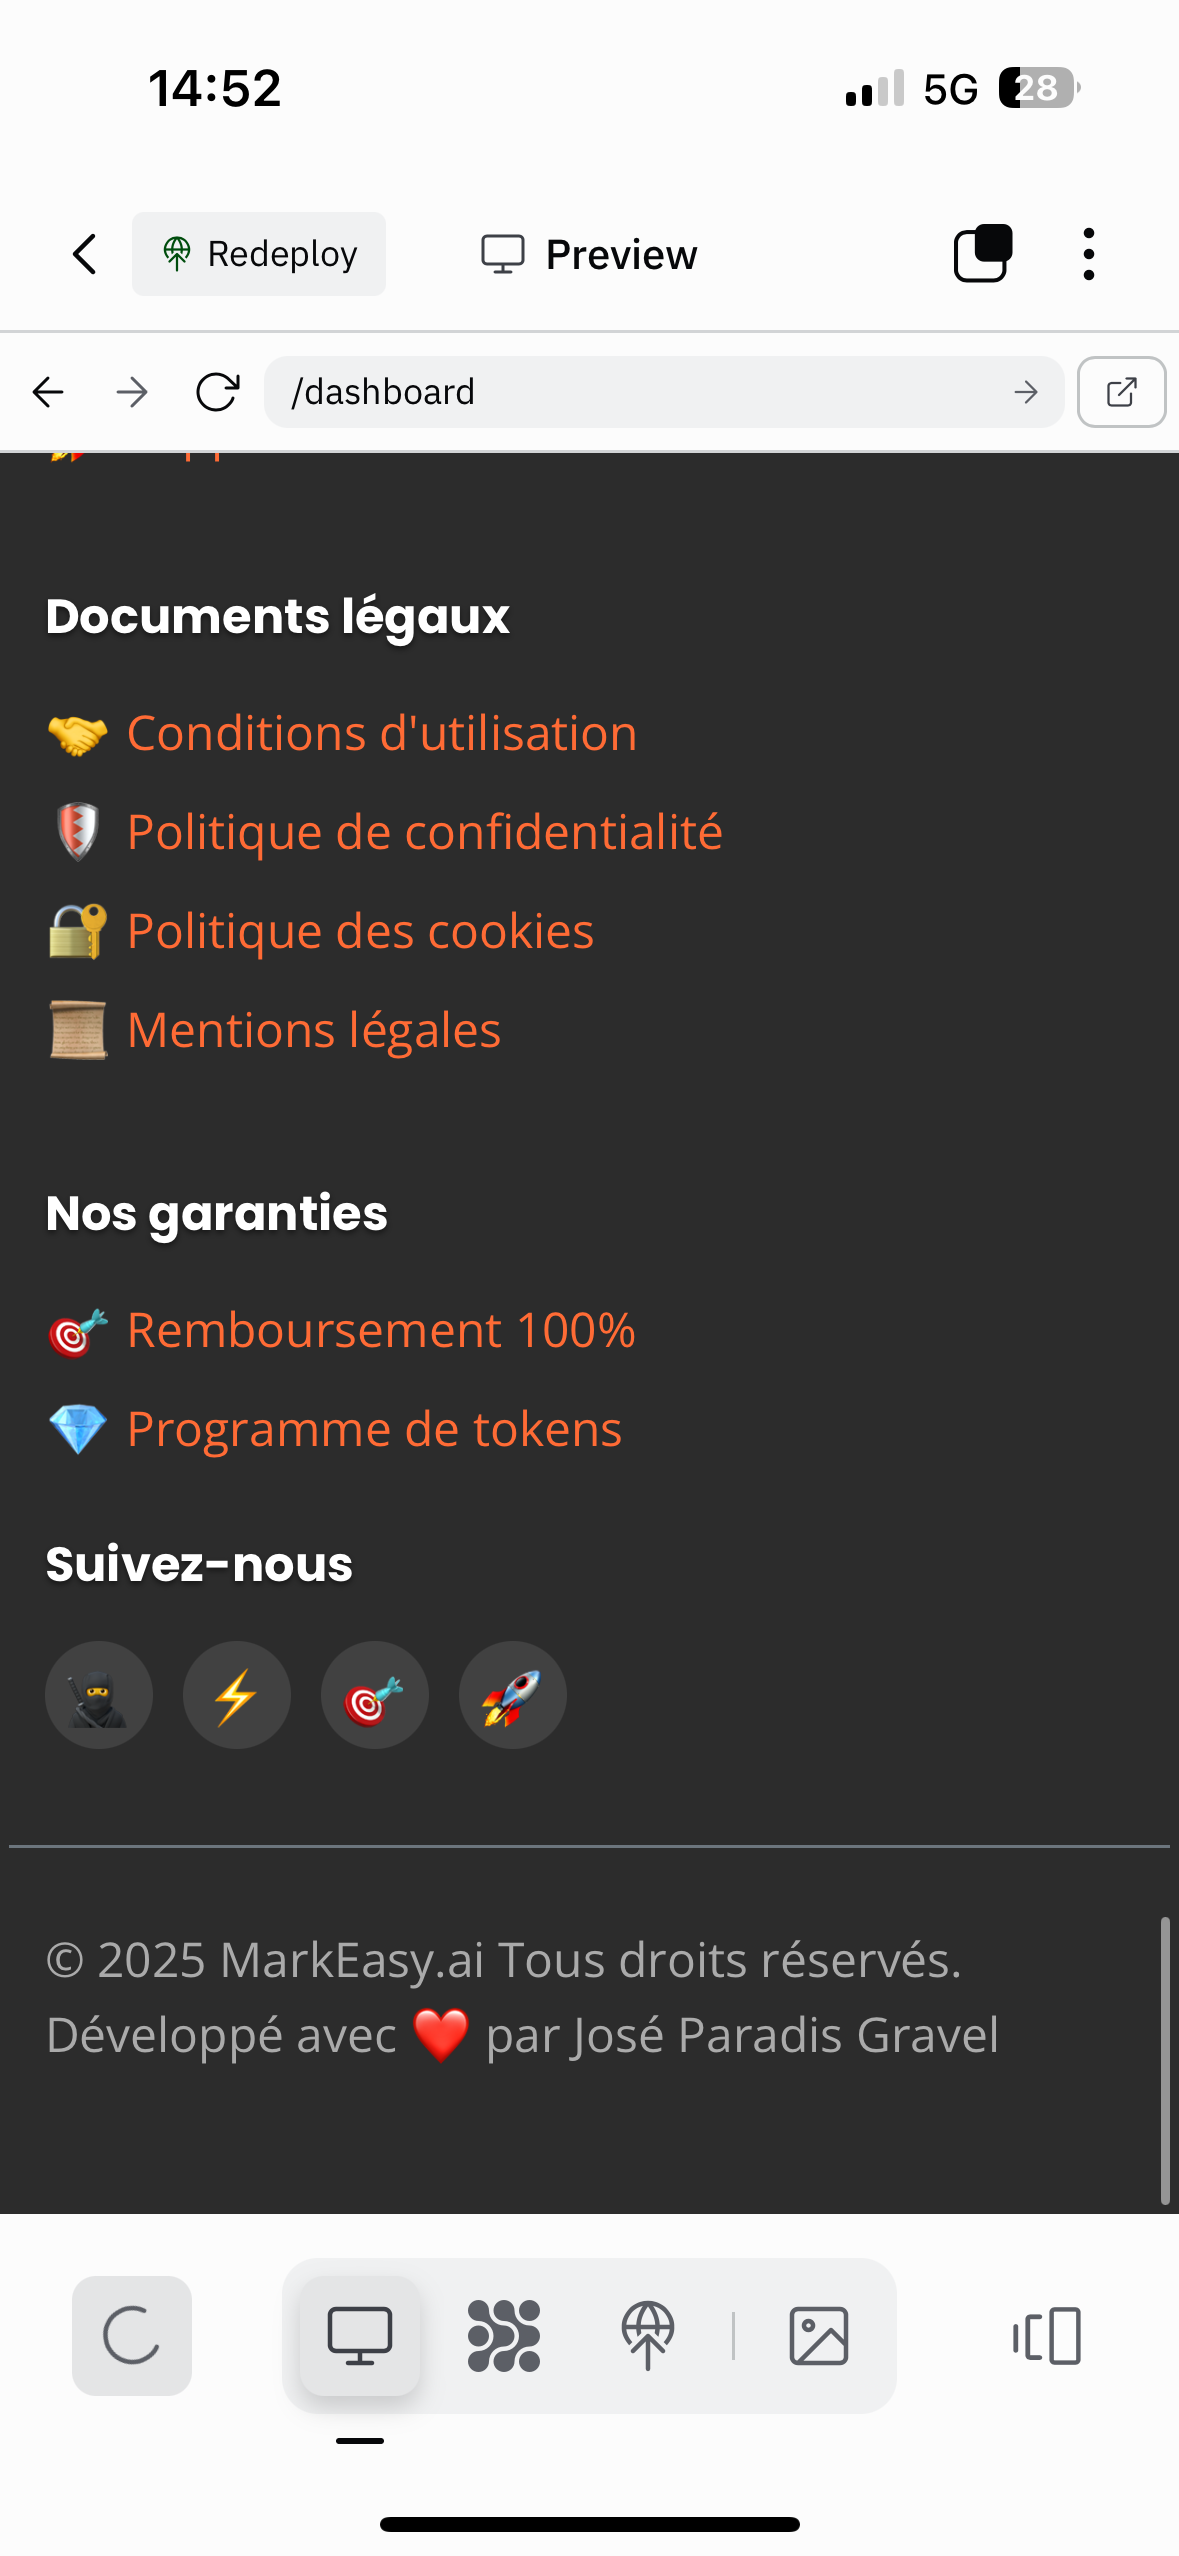 14:52
5G
28
Redeploy
Preview
/dashboard
Documents légaux
Conditions d'utilisation
Politique de confidentialité
Politique des cookies
Mentions légales
Nos garanties
Remboursement 100%
Programme de tokens
Suivez-nous
© 2025 MarkEasy.ai Tous droits réservés.
Développé avec ❤️ par José Paradis Gravel